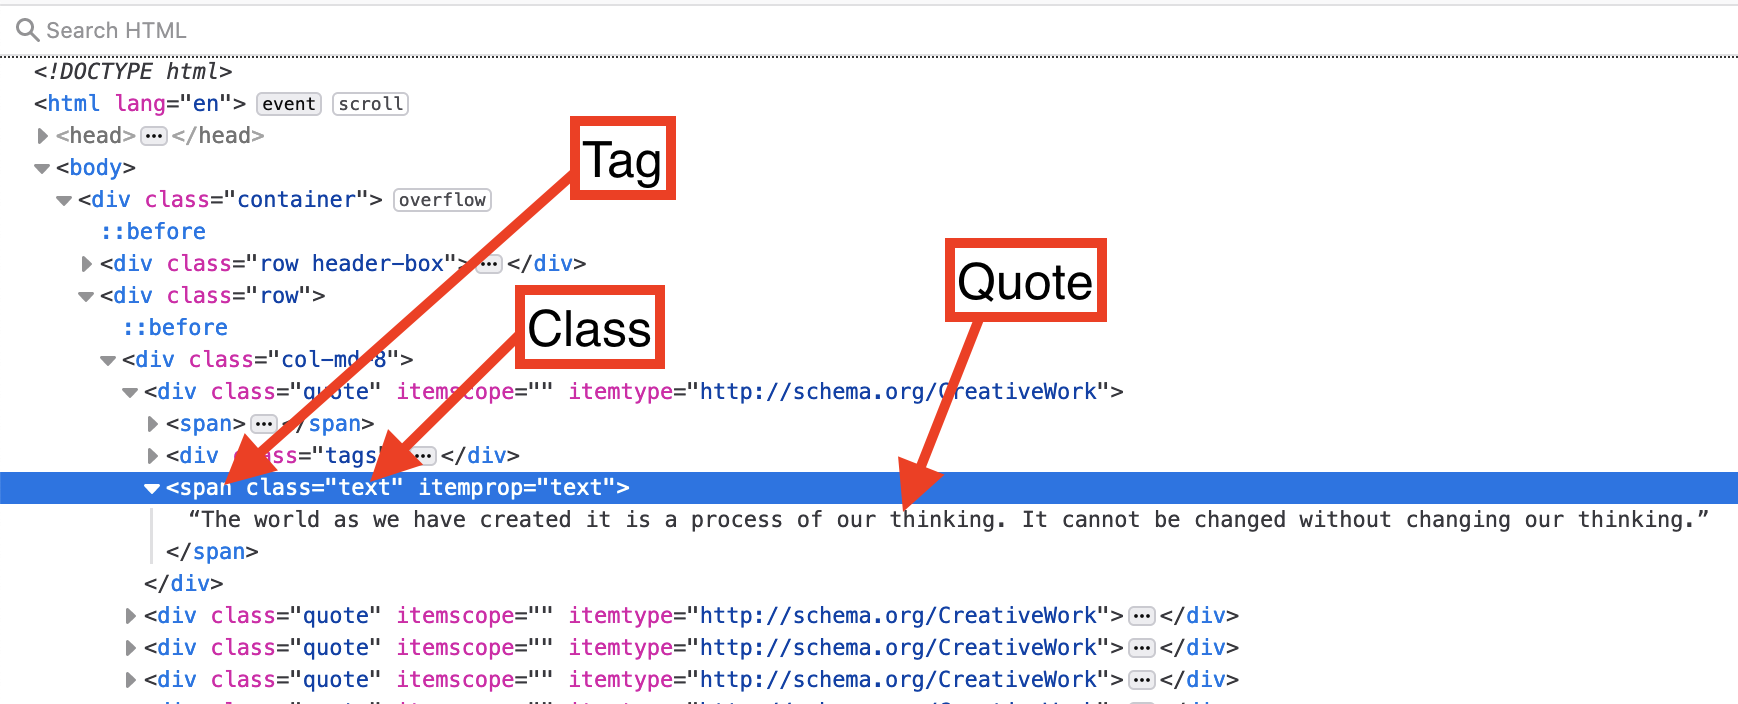 Search HTML
<!DOCTYPE html>
<html lang="en"> event scroll
<head> ••• </head>
Tag
<body>
<div class="container"> overflow
::before
<div class="row header-box"> ••• </div>
Quote
<div class="row">
Class
::before
<div class="col-md-8">
<div class="quote" itemscope="" itemtype="http://schema.org/CreativeWork">
<span> ••• </span>
<div class="tags" ••• </div>
<span class="text" itemprop="text">
“The world as we have created it is a process of our thinking. It cannot be changed without changing our thinking.”
</span>
</div>
<div class="quote" itemscope="" itemtype="http://schema.org/CreativeWork"> ••• </div>
<div class="quote" itemscope="" itemtype="http://schema.org/CreativeWork"> ••• </div>
<div class="quote" itemscope="" itemtype="http://schema.org/CreativeWork"> ••• </div>